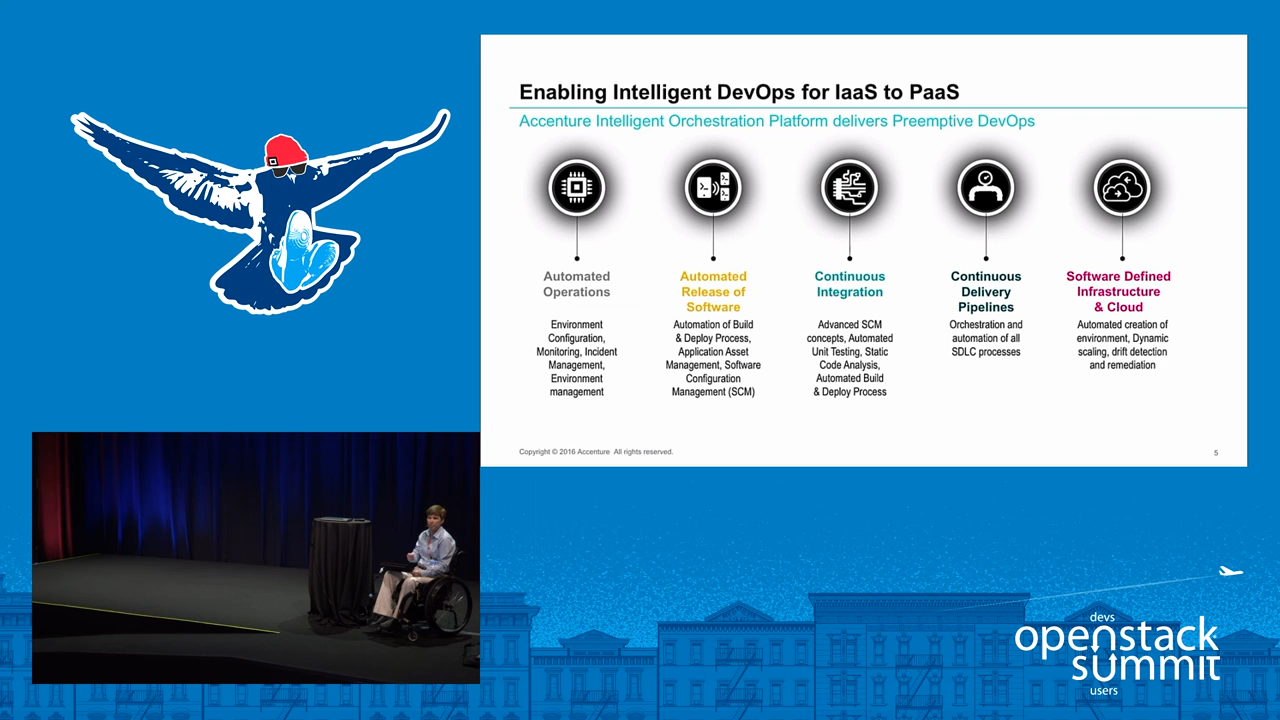 Enabling Intelligent DevOps for IaaS to PaaS
Accenture Intelligent Orchestration Platform delivers Preemptive DevOps
Automated
Operations
Environment
Configuration,
Monitoring, Incident
Management,
Environment
management
Automated
Release of
Software
Automation of Build
& Deploy Process,
Application Asset
Management, Software
Configuration
Management (SCM)
Continuous
Integration
Advanced SCM
concepts, Automated
Unit Testing, Static
Code Analysis,
Automated Build
& Deploy Process
Continuous
Delivery
Pipelines
Orchestration and
automation of all
SDLC processes
Software Defined
Infrastructure
& Cloud
Automated creation of
environment, Dynamic
scaling, drift detection
and remediation
Copyright © 2016 Accenture All rights reserved.
5
devs
openstack
summit
users